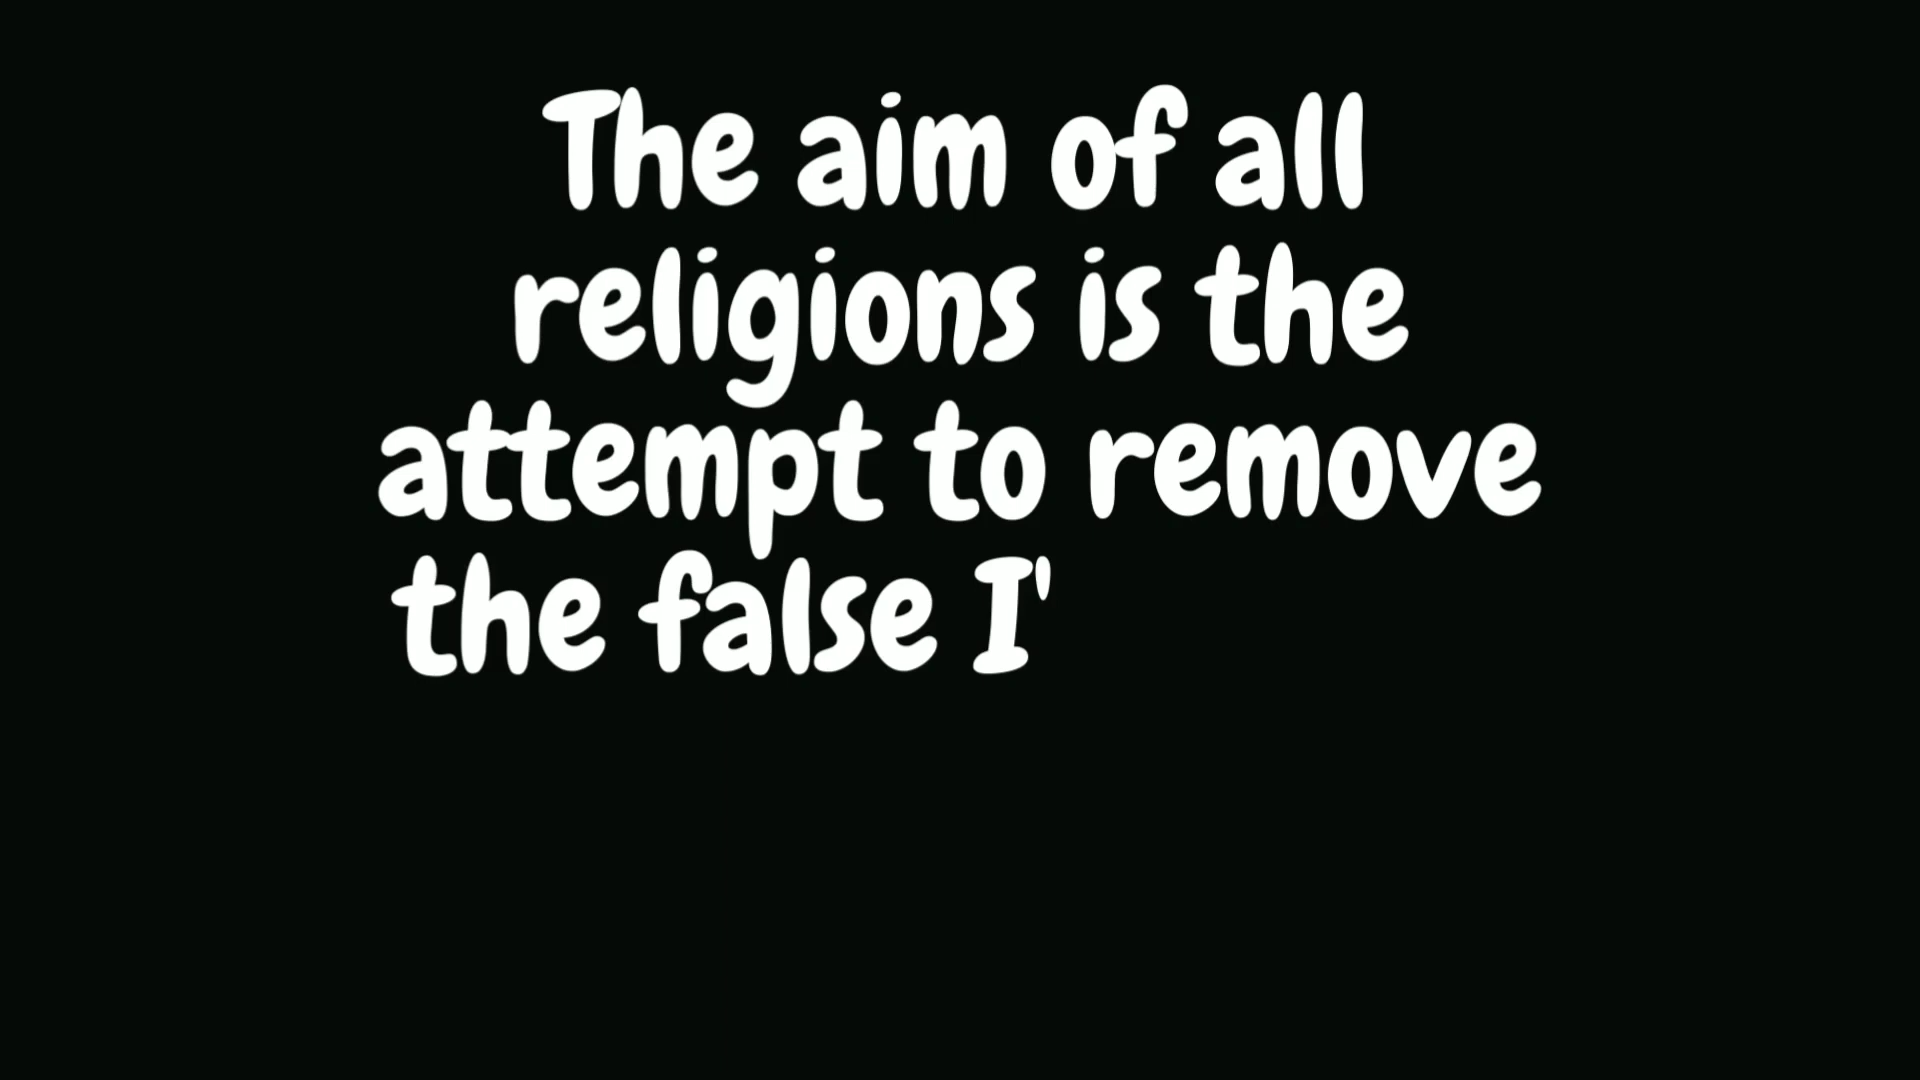 The aim of all
religions is the
attempt to remove
the false I'